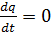 dq/dt = 0